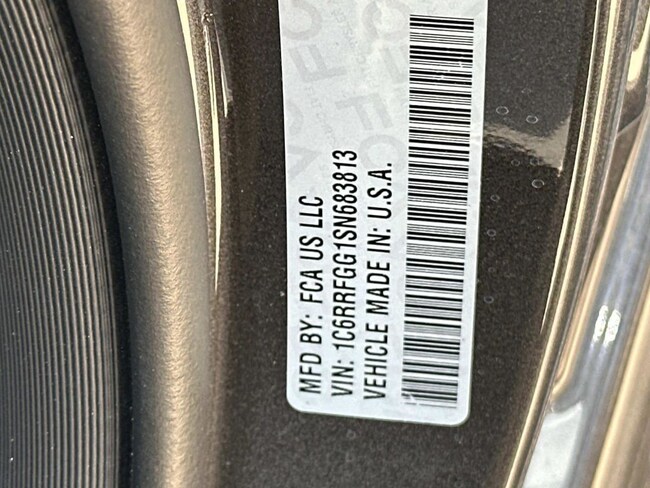 MFD BY: FCA US LLC
VIN: 1C6RRFGG1SN683813
VEHICLE MADE IN: U.S.A.